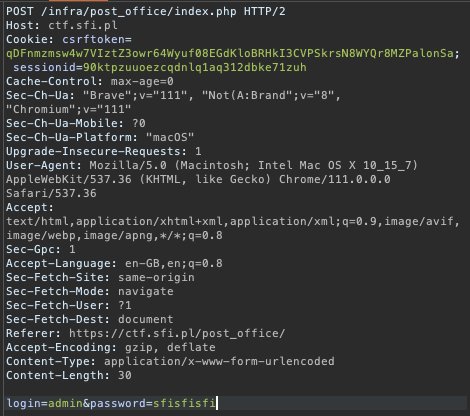 POST /infra/post_office/index.php HTTP/2
Host: ctf.sfi.pl
Cookie: csrftoken=
qDFnmzmsw4w7VIztZ3owr64Wyuf08EGdKloBRHkI3CVPSkrsN8WYQr8MZPalonSa;
sessionid=90ktpzuuoezcqdnlq1aq312dbke71zuh
Cache-Control: max-age=0
Sec-Ch-Ua: "Brave";v="111", "Not(A:Brand";v="8",
"Chromium";v="111"
Sec-Ch-Ua-Mobile: ?0
Sec-Ch-Ua-Platform: "macOS"
Upgrade-Insecure-Requests: 1
User-Agent: Mozilla/5.0 (Macintosh; Intel Mac OS X 10_15_7)
AppleWebKit/537.36 (KHTML, like Gecko) Chrome/111.0.0.0
Safari/537.36
Accept:
text/html,application/xhtml+xml,application/xml;q=0.9,image/avif,
image/webp,image/apng,*/*;q=0.8
Sec-Gpc: 1
Accept-Language: en-GB,en;q=0.8
Sec-Fetch-Site: same-origin
Sec-Fetch-Mode: navigate
Sec-Fetch-User: ?1
Sec-Fetch-Dest: document
Referer: https://ctf.sfi.pl/post_office/
Accept-Encoding: gzip, deflate
Content-Type: application/x-www-form-urlencoded
Content-Length: 30
login=admin&password=sfisfisfi